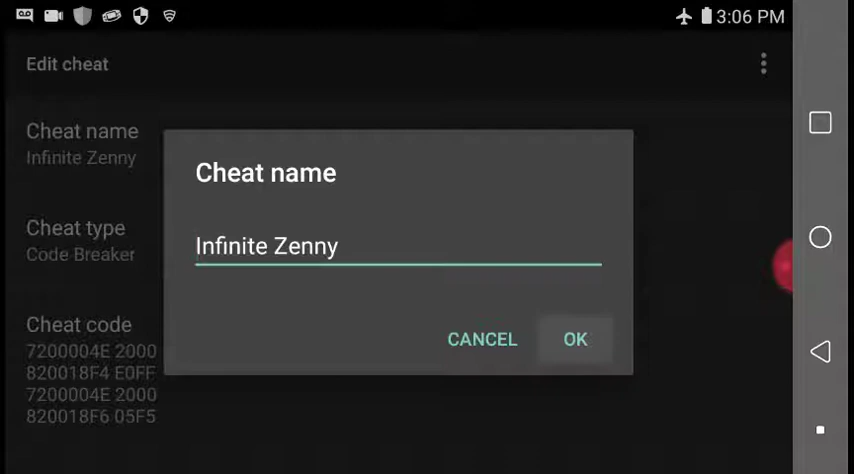 3:06 PM
Edit cheat
Cheat name
Infinite Zenny
Cheat type
Code Breaker
Cheat code
7200004E 2000
820018F4 E0FF
7200004E 2000
820018F6 05F5
Cheat name
Infinite Zenny
CANCEL OK